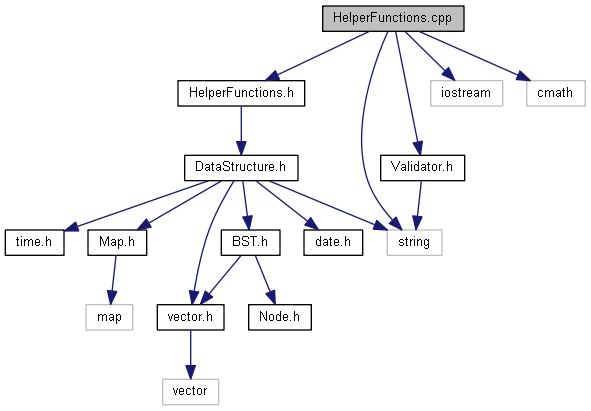 HelperFunctions.cpp
HelperFunctions.h
iostream
cmath
DataStructure.h
Validator.h
time.h
Map.h
BST.h
date.h
string
map
vector.h
Node.h
vector